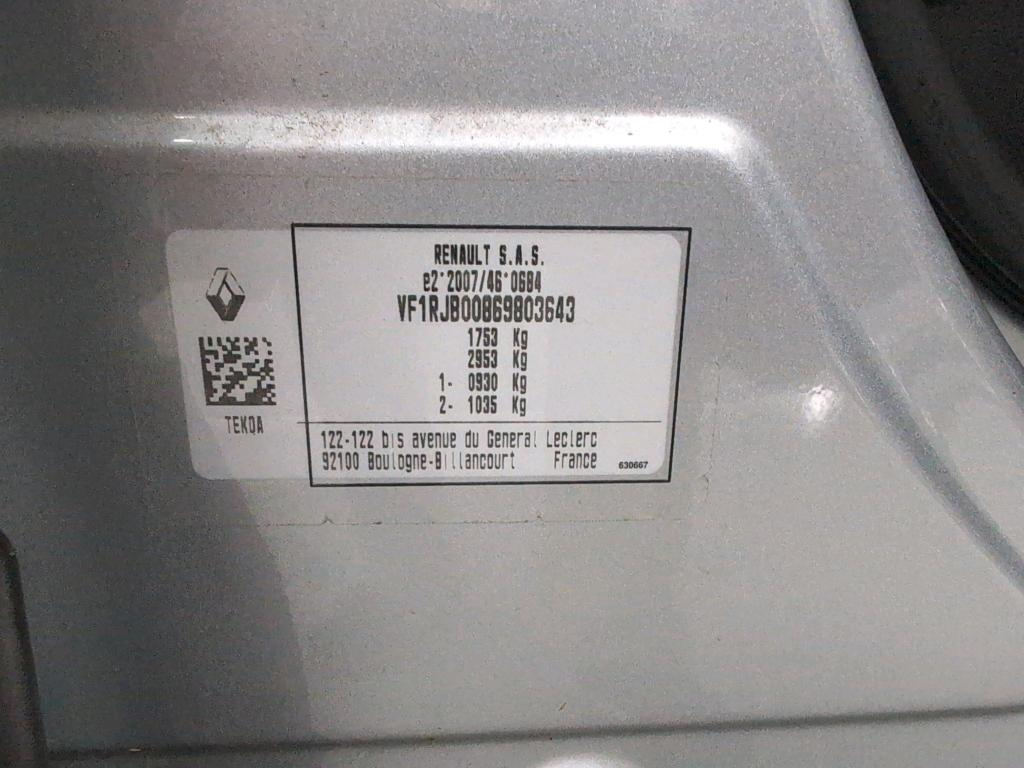 RENAULT S.A.S.
e2*2007/46*0684
VF1RJB00869803643
1753 Kg
2953 Kg
1- 0930 Kg
2- 1035 Kg
TEKQA
122-122 bis avenue du General Leclerc
92100 Boulogne-Billancourt France 630667